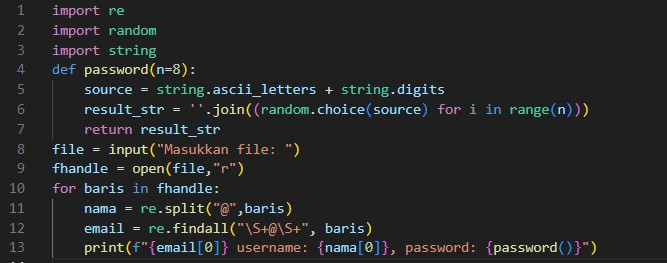 1 import re
2 import random
3 import string
4 def password(n=8):
5     source = string.ascii_letters + string.digits
6     result_str = ''.join((random.choice(source) for i in range(n)))
7     return result_str
8 file = input("Masukkan file: ")
9 fhandle = open(file,"r")
10 for baris in fhandle:
11     nama = re.split("@",baris)
12     email = re.findall("\S+@\S+", baris)
13     print(f"{email[0]} username: {nama[0]}, password: {password()}")